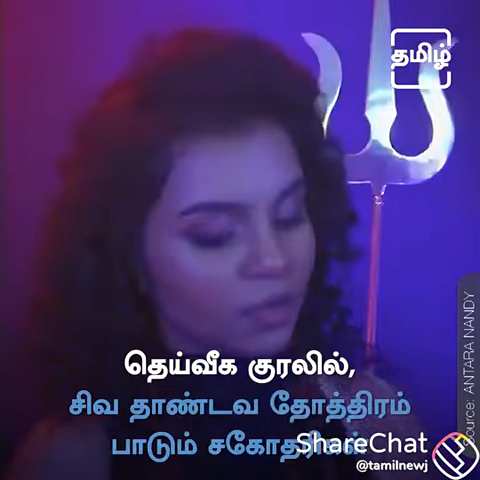 தமிழ்
Source: ANTARA NANDY
தெய்வீக குரலில்,
சிவ தாண்டவ தோத்திரம்
பாடும்
ShareChat
@tamilnewj